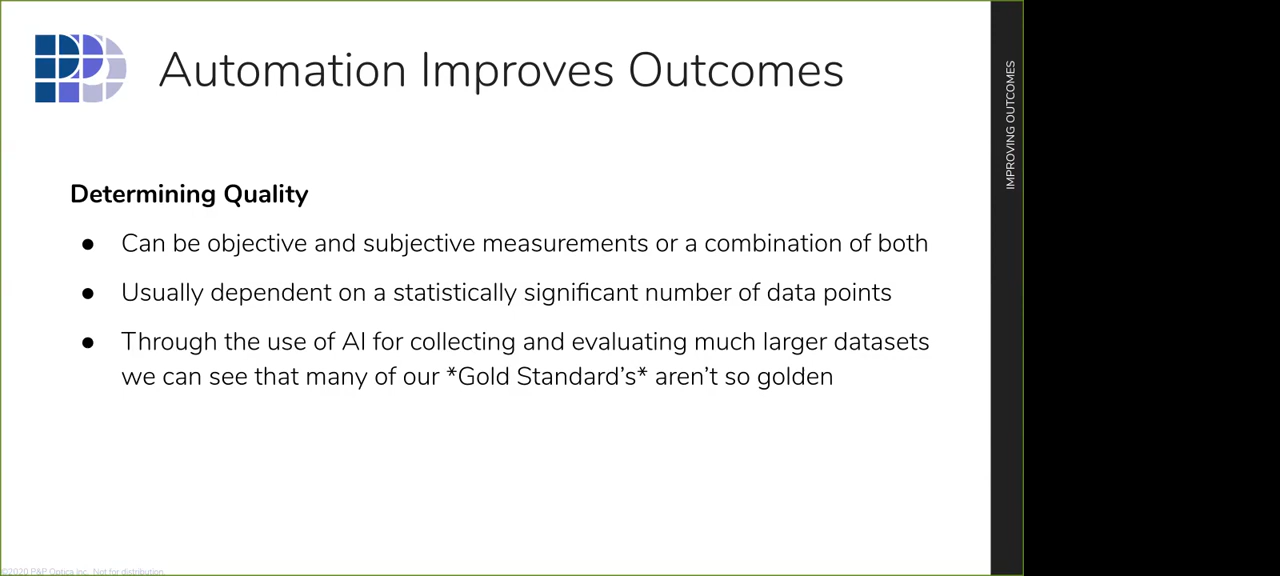 Automation Improves Outcomes
Determining Quality
● Can be objective and subjective measurements or a combination of both
● Usually dependent on a statistically significant number of data points
● Through the use of AI for collecting and evaluating much larger datasets
we can see that many of our *Gold Standard's* aren't so golden
IMPROVING OUTCOMES
©2020 P&P Optica Inc. Not for distribution.